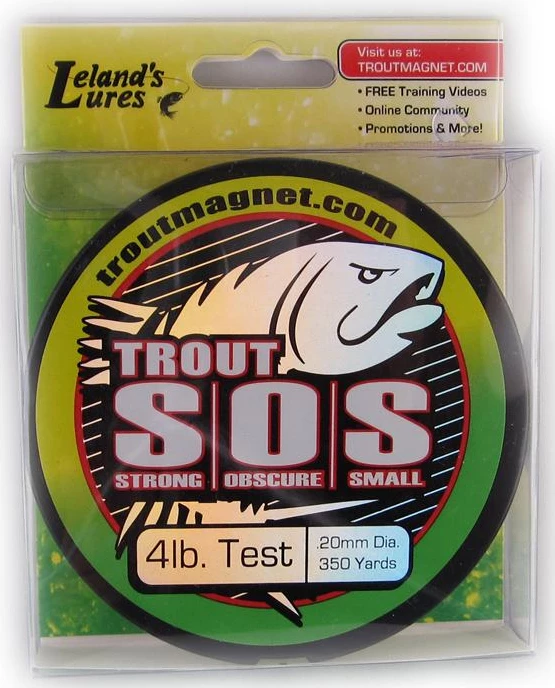 Leland's
Lures
Visit us at:
TROUTMAGNET.COM
• FREE Training Videos
• Online Community
• Promotions & More!
troutmagnet.com
TROUT
S|O|S
STRONG | OBSCURE | SMALL
4lb. Test
.20mm Dia.
350 Yards